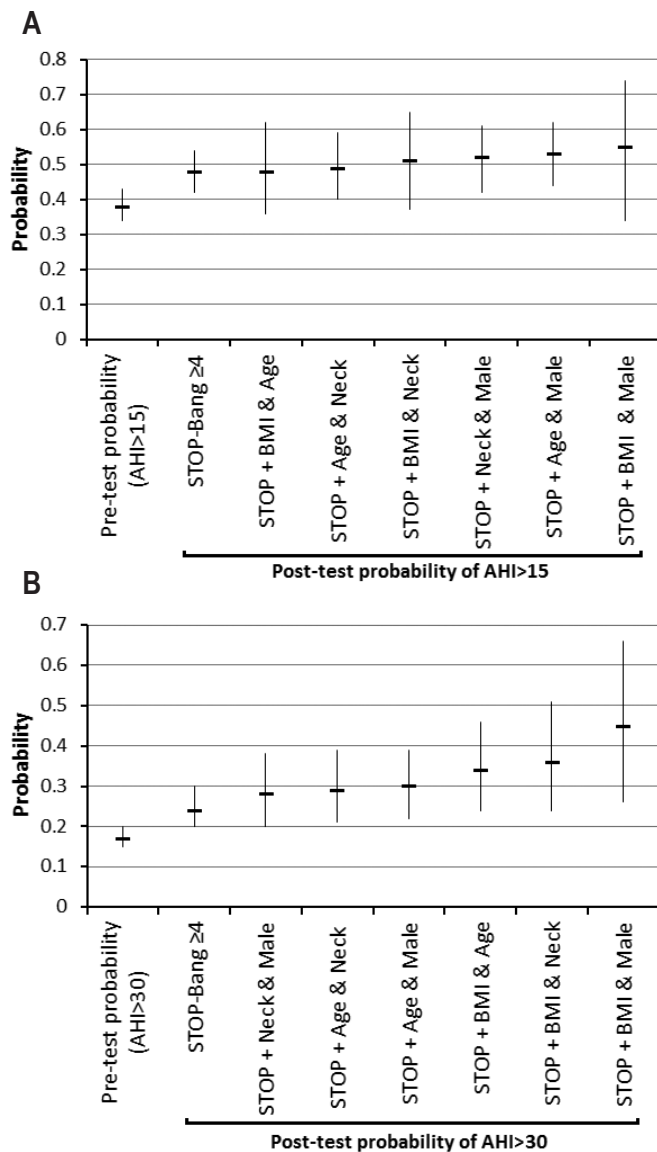 A
0.8
0.7
0.6
0.5
0.4
0.3
0.2
0.1
0
Probability
Pre-test probability
(AHI>15)
STOP-Bang ≥4
STOP + BMI & Age
STOP + Age & Neck
STOP + BMI & Neck
STOP + Neck & Male
STOP + Age & Male
STOP + BMI & Male
Post-test probability of AHI>15
B
0.7
0.6
0.5
0.4
0.3
0.2
0.1
0
Probability
Pre-test probability
(AHI>30)
STOP-Bang ≥4
STOP + Neck & Male
STOP + Age & Neck
STOP + Age & Male
STOP + BMI & Age
STOP + BMI & Neck
STOP + BMI & Male
Post-test probability of AHI>30